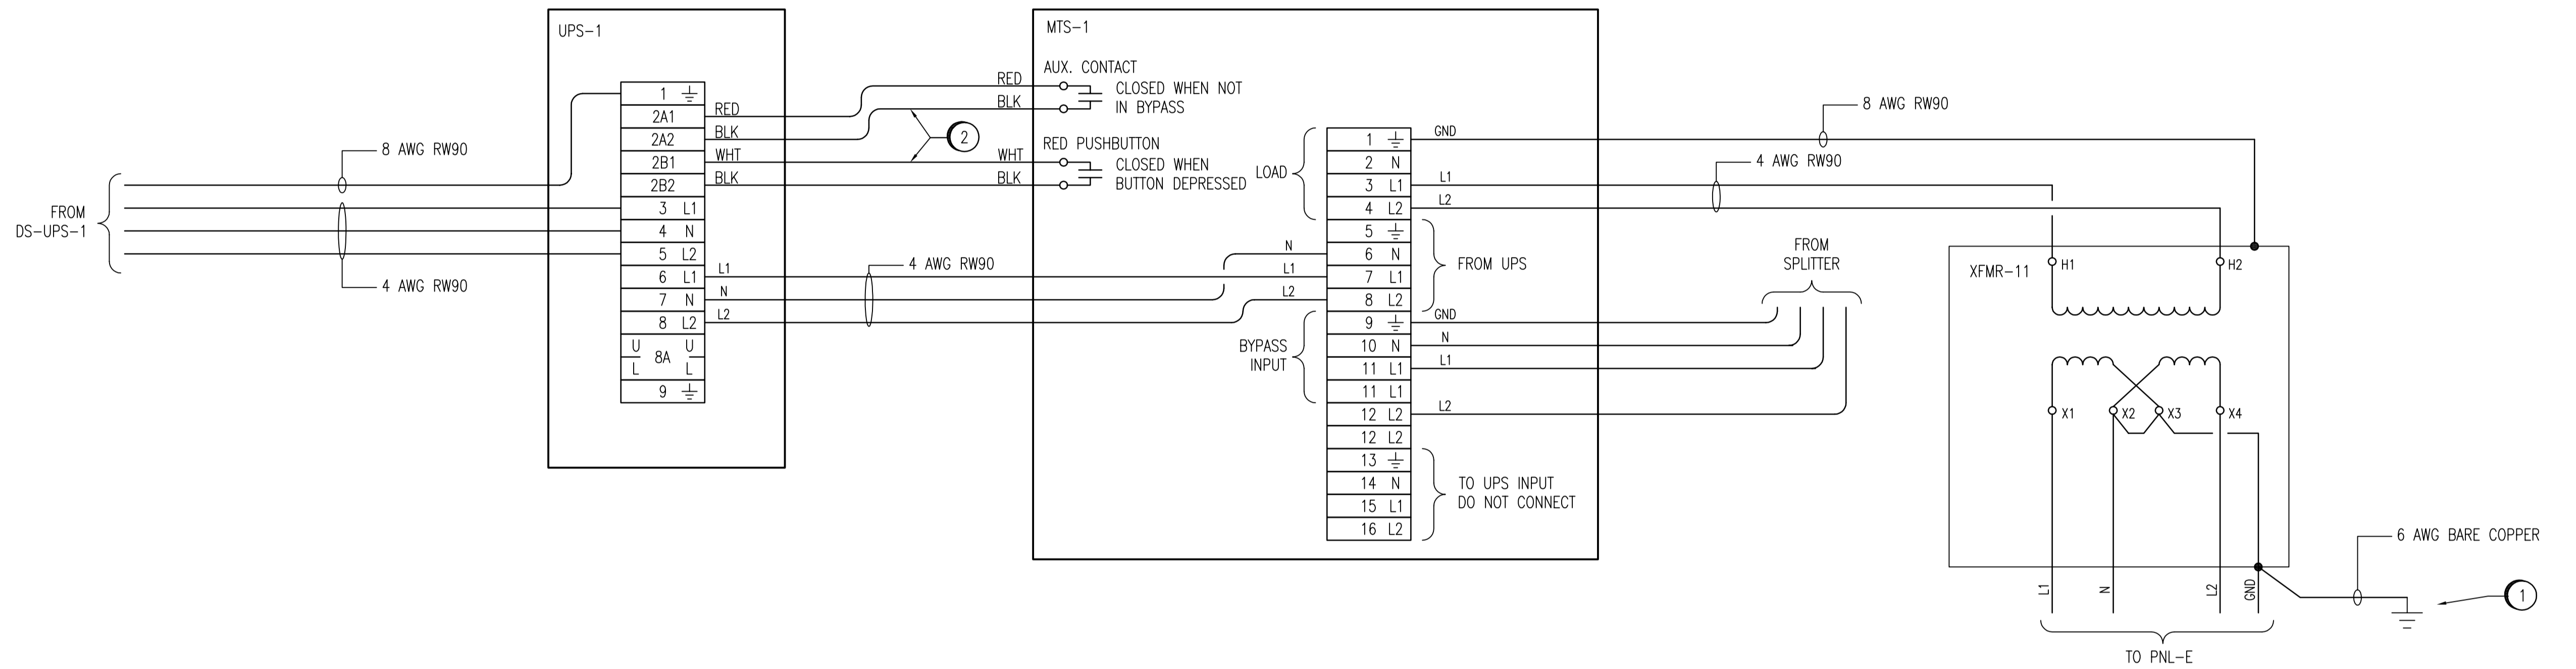 FROM
DS-UPS-1
8 AWG RW90
4 AWG RW90
UPS-1
1
2A1
2A2
2B1
2B2
3 L1
4 N
5 L2
6 L1
7 N
8 L2
U 8A U
L L
9
RED
BLK
WHT
BLK
L1
N
L2
2
4 AWG RW90
RED
BLK
WHT
BLK
MTS-1
AUX. CONTACT
CLOSED WHEN NOT
IN BYPASS
RED PUSHBUTTON
CLOSED WHEN
BUTTON DEPRESSED
LOAD
N
L1
L2
BYPASS
INPUT
1
2 N
3 L1
4 L2
5
6 N
7 L1
8 L2
9
10 N
11 L1
11 L1
12 L2
12 L2
13
14 N
15 L1
16 L2
GND
L1
L2
FROM UPS
GND
N
L1
L2
TO UPS INPUT
DO NOT CONNECT
8 AWG RW90
4 AWG RW90
FROM
SPLITTER
XFMR-11
H1
H2
X1
X2
X3
X4
L1
N
L2
GND
TO PNL-E
6 AWG BARE COPPER
1